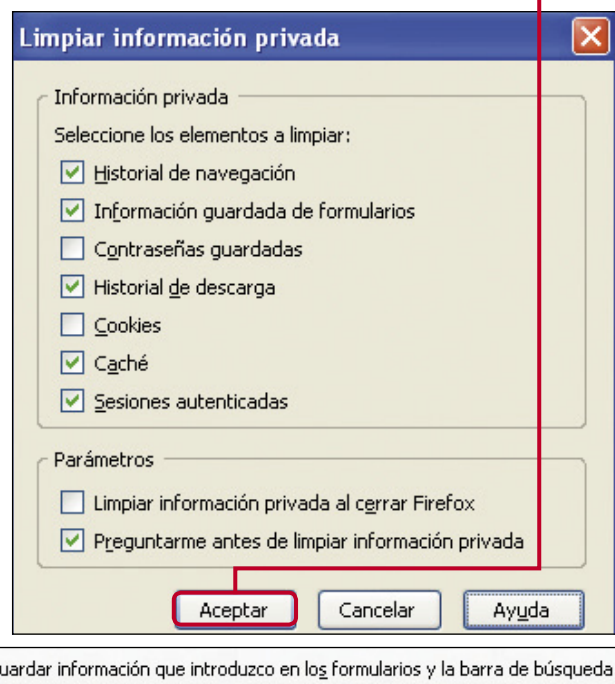 Limpiar información privada
Información privada
Seleccione los elementos a limpiar:
Historial de navegación
Información guardada de formularios
Contraseñas guardadas
Historial de descarga
Cookies
Caché
Sesiones autenticadas
Parámetros
Limpiar información privada al cerrar Firefox
Preguntarme antes de limpiar información privada
Aceptar Cancelar Ayuda
información que introduzco en los formularios y la barra de búsqueda